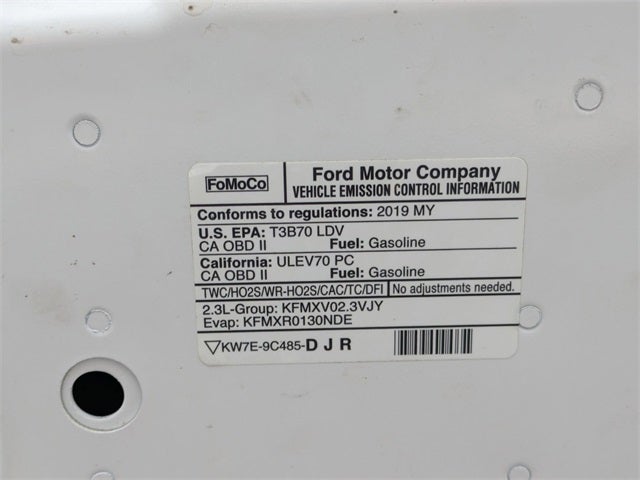 FoMoCo
Ford Motor Company
VEHICLE EMISSION CONTROL INFORMATION
Conforms to regulations: 2019 MY
U.S. EPA: T3B70 LDV
CA OBD II Fuel: Gasoline
California: ULEV70 PC
CA OBD II Fuel: Gasoline
TWC/HO2S/WR-HO2S/CAC/TC/DFI No adjustments needed.
2.3L-Group: KFMXV02.3VJY
Evap: KFMXR0130NDE
KW7E-9C485-D J R